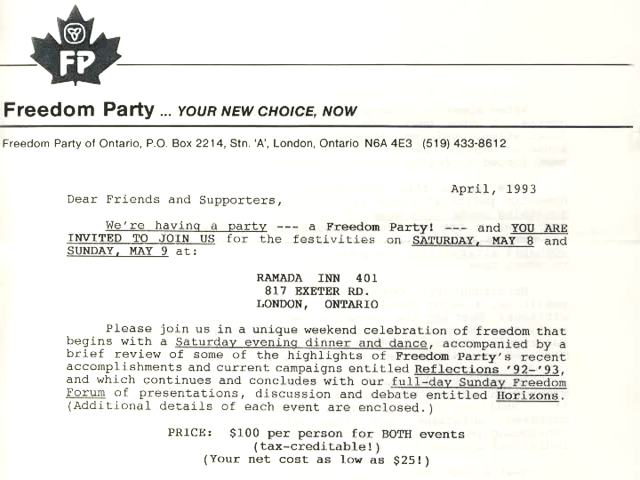 FP
Freedom Party ... YOUR NEW CHOICE, NOW
Freedom Party of Ontario, P.O. Box 2214, Stn. 'A', London, Ontario N6A 4E3 (519) 433-8612
April, 1993
Dear Friends and Supporters,
We're having a party --- a Freedom Party! --- and YOU ARE
INVITED TO JOIN US for the festivities on SATURDAY, MAY 8 and
SUNDAY, MAY 9 at:
RAMADA INN 401
817 EXETER RD.
LONDON, ONTARIO
Please join us in a unique weekend celebration of freedom that
begins with a Saturday evening dinner and dance, accompanied by a
brief review of some of the highlights of Freedom Party's recent
accomplishments and current campaigns entitled Reflections '92-'93,
and which continues and concludes with our full-day Sunday Freedom
Forum of presentations, discussion and debate entitled Horizons.
(Additional details of each event are enclosed.)
PRICE: $100 per person for BOTH events
(tax-creditable!)
(Your net cost as low as $25!)